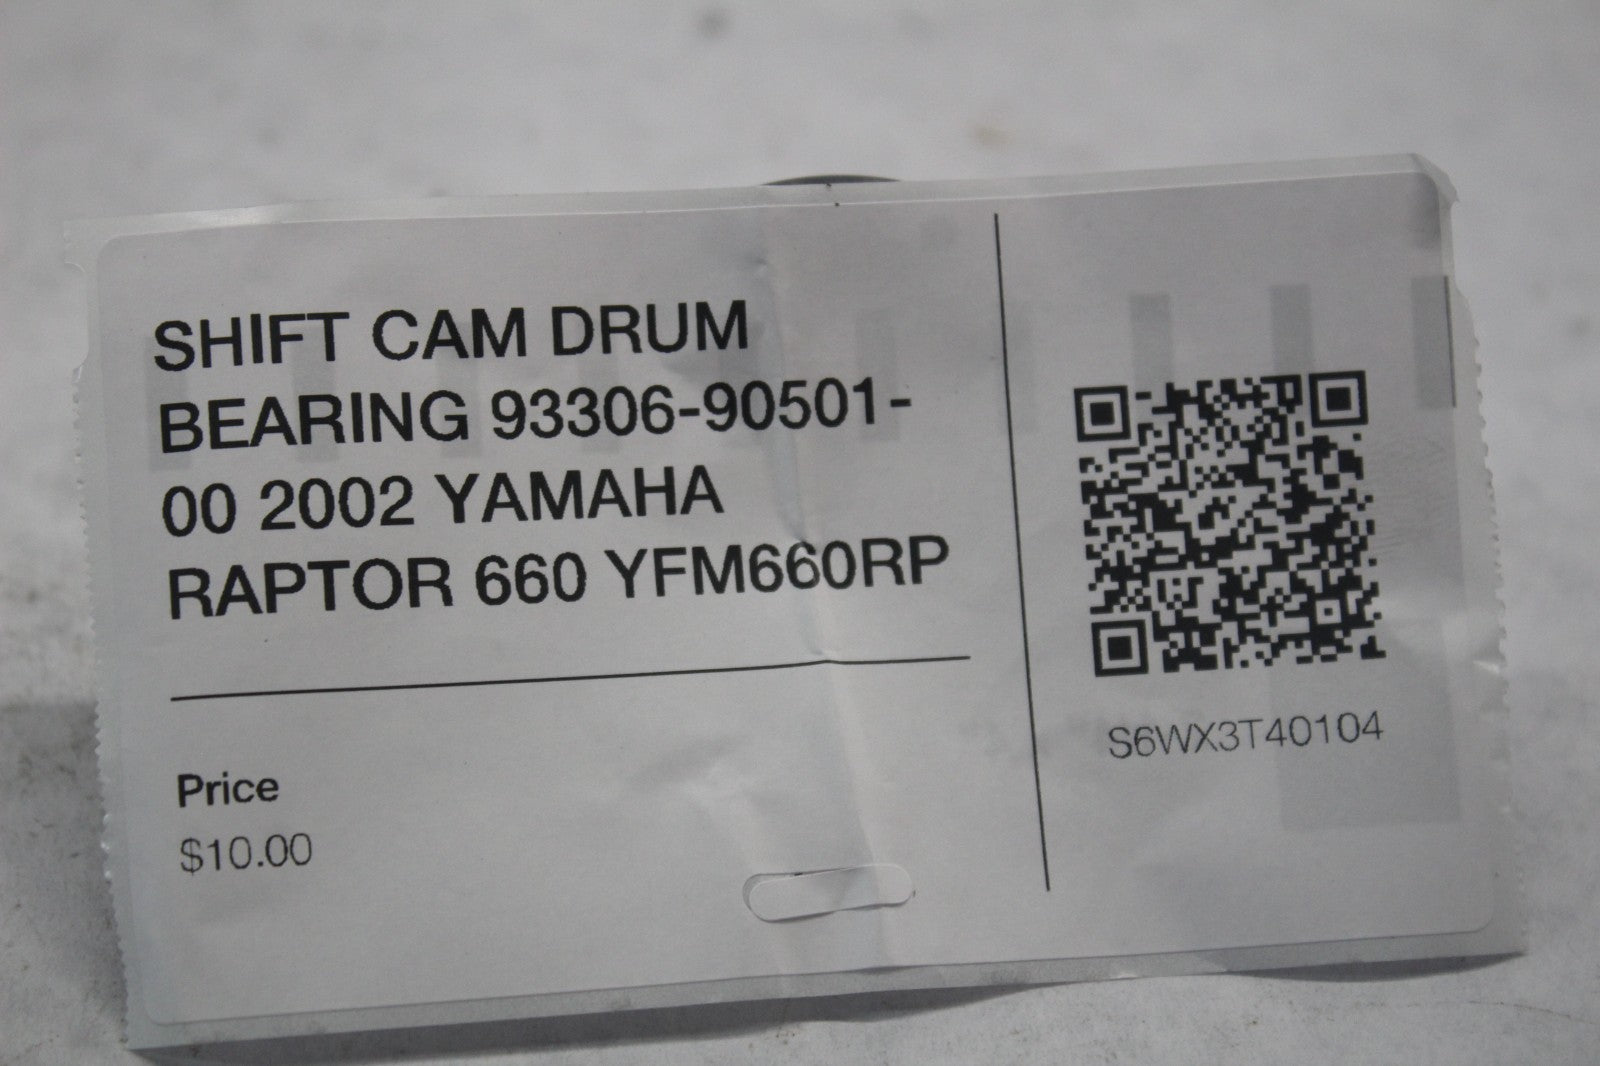 SHIFT CAM DRUM
BEARING 93306-90501-
00 2002 YAMAHA
RAPTOR 660 YFM660RP
Price
$10.00
S6WX3T40104